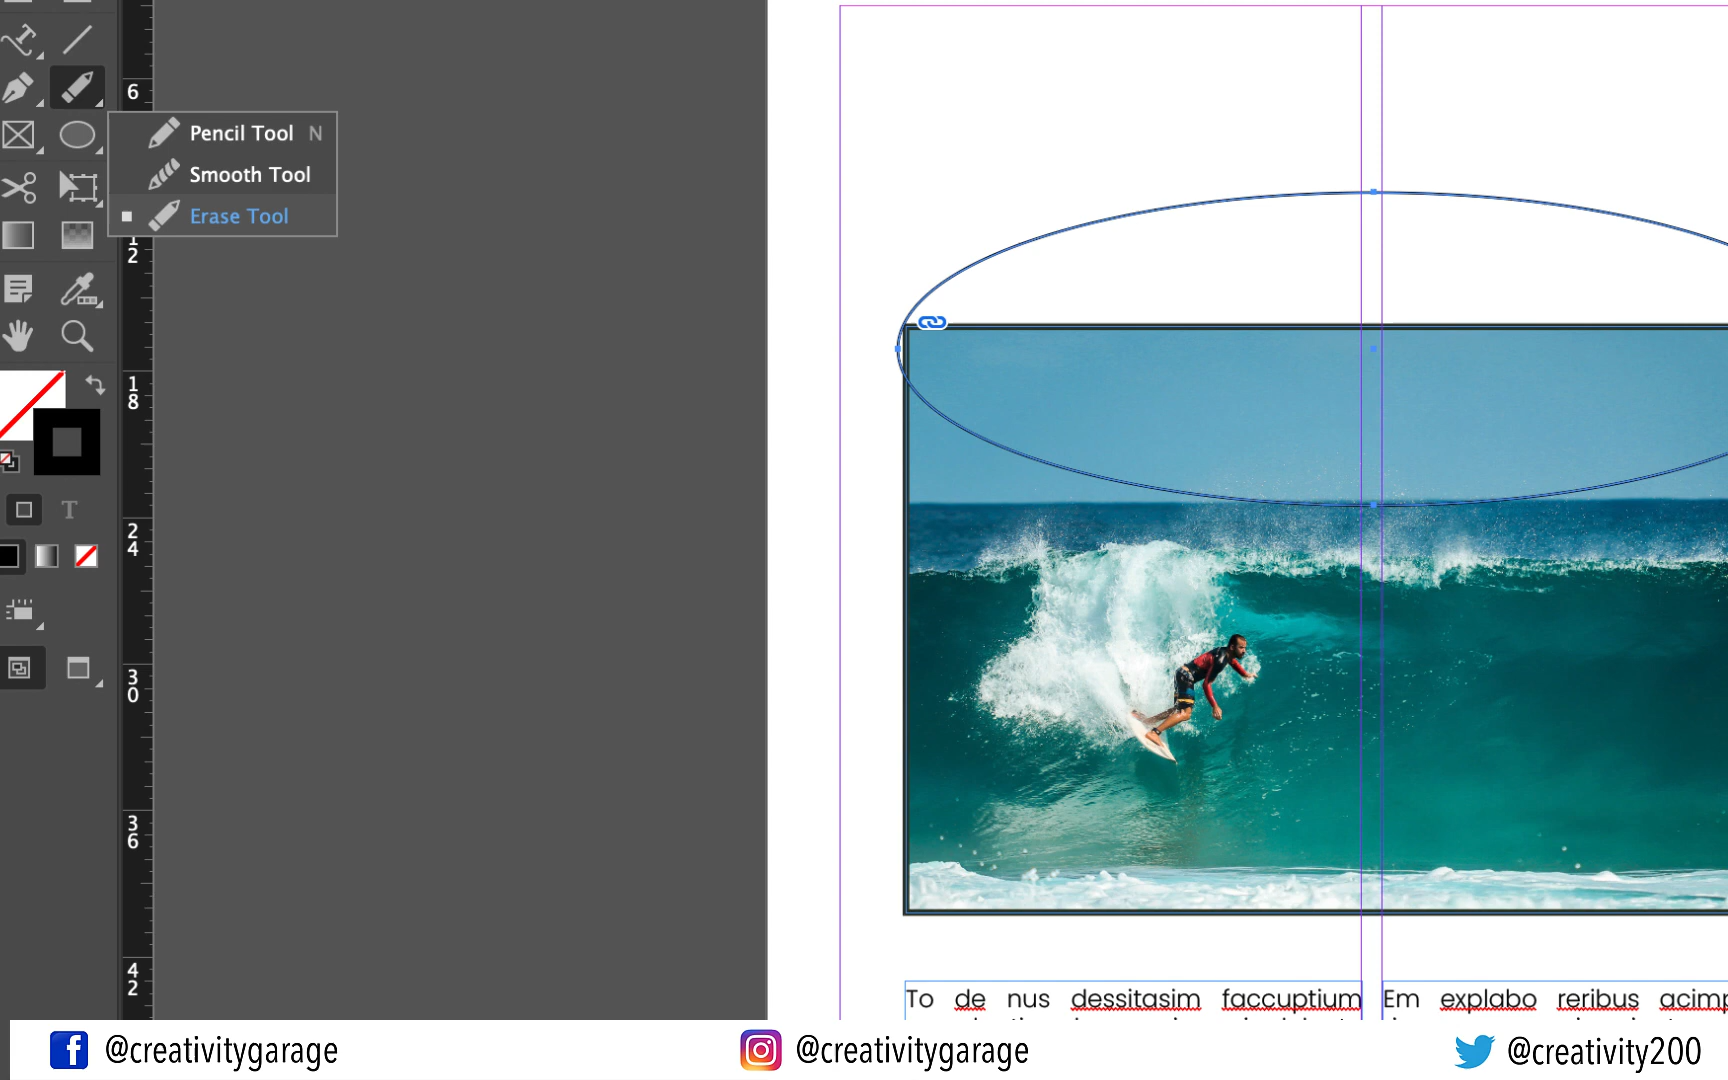 6
Pencil Tool N
Smooth Tool
Erase Tool
12
18
T
24
30
36
42
To de nus dessitasim faccuptium
Em explabo reribus
@creativitygarage
@creativitygarage
@creativity200